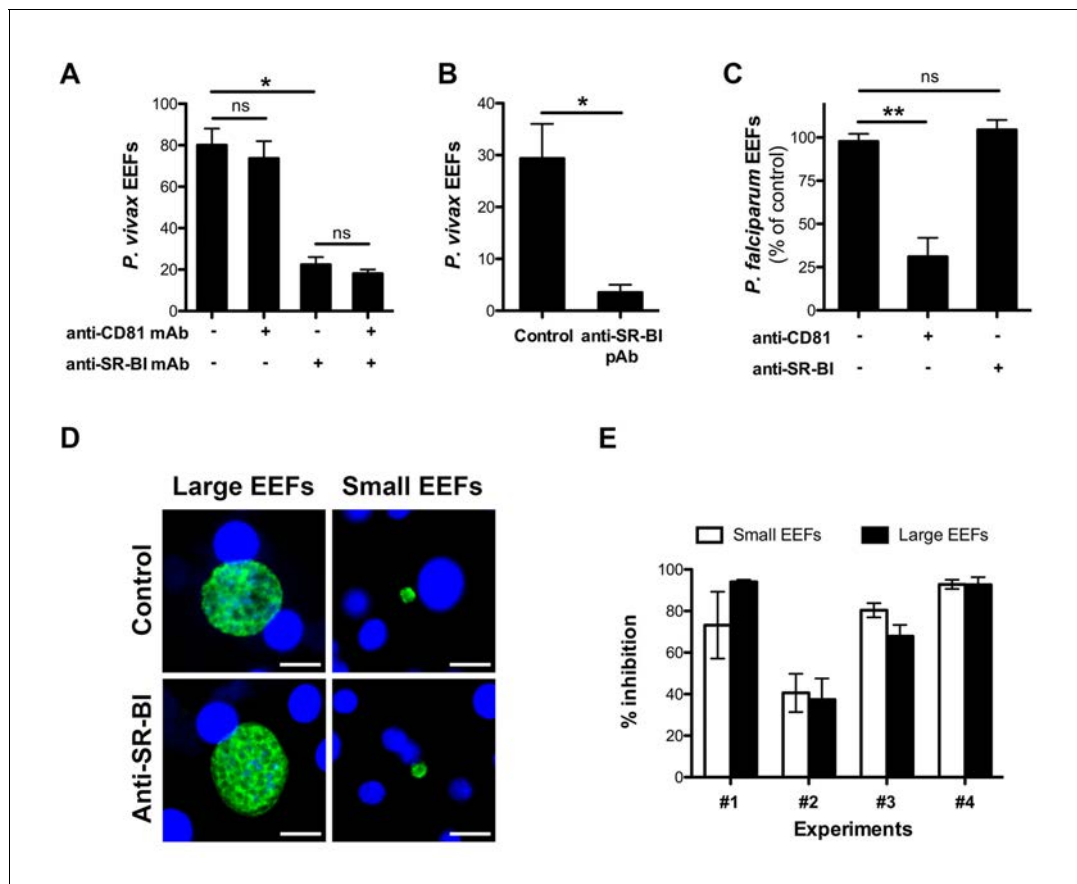 A
P. vivax EEFs
100
80
60
40
20
0
*
ns
ns
anti-CD81 mAb - + - +
anti-SR-BI mAb - - + +
B
P. vivax EEFs
40
30
20
10
0
*
Control anti-SR-BI
pAb
C
P. falciparum EEFs
(% of control)
100
75
50
25
0
ns
**
anti-CD81 - + -
anti-SR-BI - - +
D
Large EEFs Small EEFs
Control
Anti-SR-BI
E
Small EEFs Large EEFs
% inhibition
100
80
60
40
20
0
#1 #2 #3 #4
Experiments